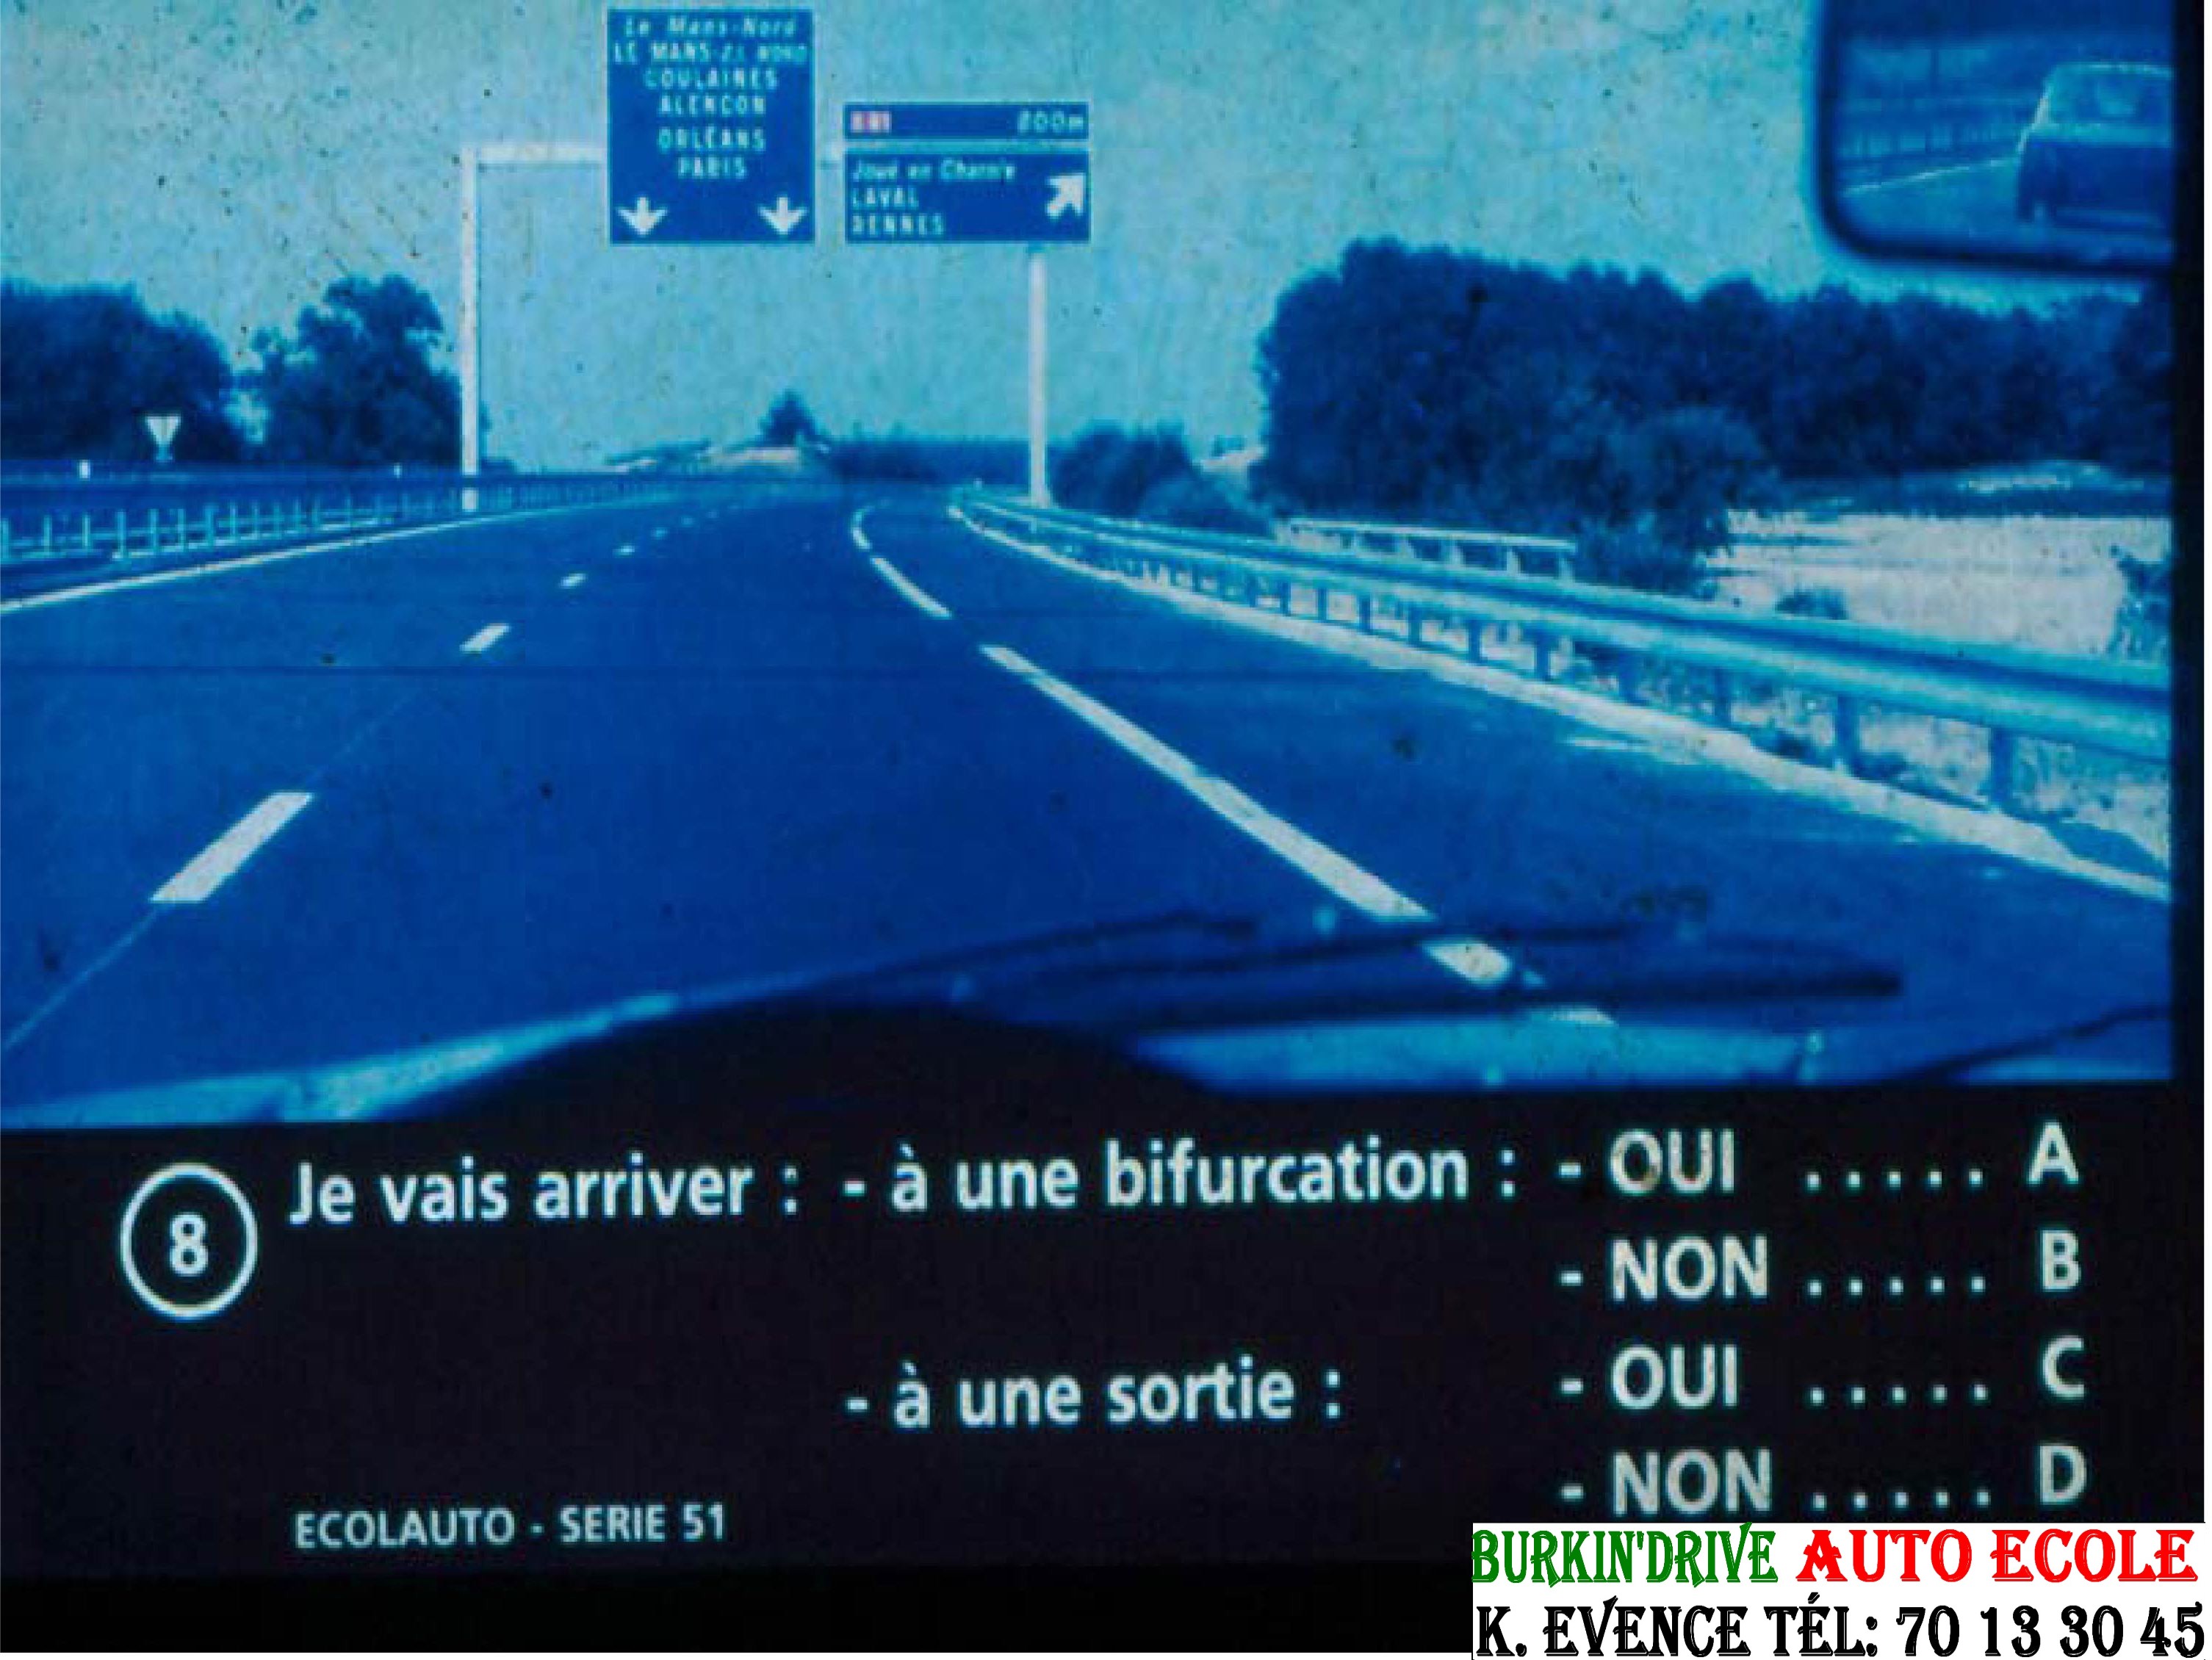 Le Mans-Nord
LE MANS-Z.I. NORD
COULAINES
ALENCON
ORLÉANS
PARIS
800m
Joué en Charnie
LAVAL
RENNES
8 Je vais arriver : - à une bifurcation : - OUI ..... A
- NON ..... B
- à une sortie : - OUI ..... C
- NON ..... D
ECOLAUTO - SERIE 51
BURKIN'DRIVE AUTO ECOLE
K. EVENCE TÉL: 70 13 30 45